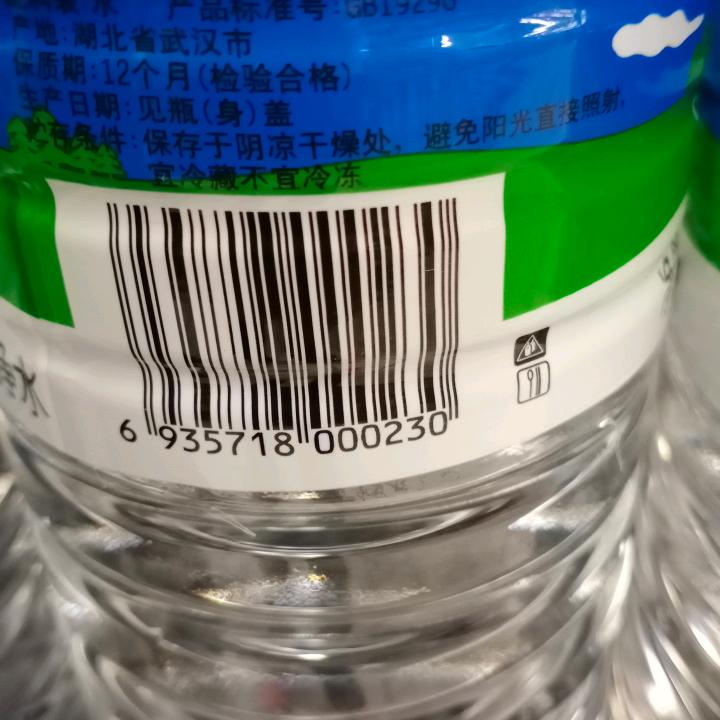 水 产品标准号:GB19298
产地:湖北省武汉市
保质期:12个月(检验合格)
生产日期:见瓶(身)盖
贮存条件:保存于阴凉干燥处，避免阳光直接照射，
宜冷藏不宜冷冻
6 935718 000230